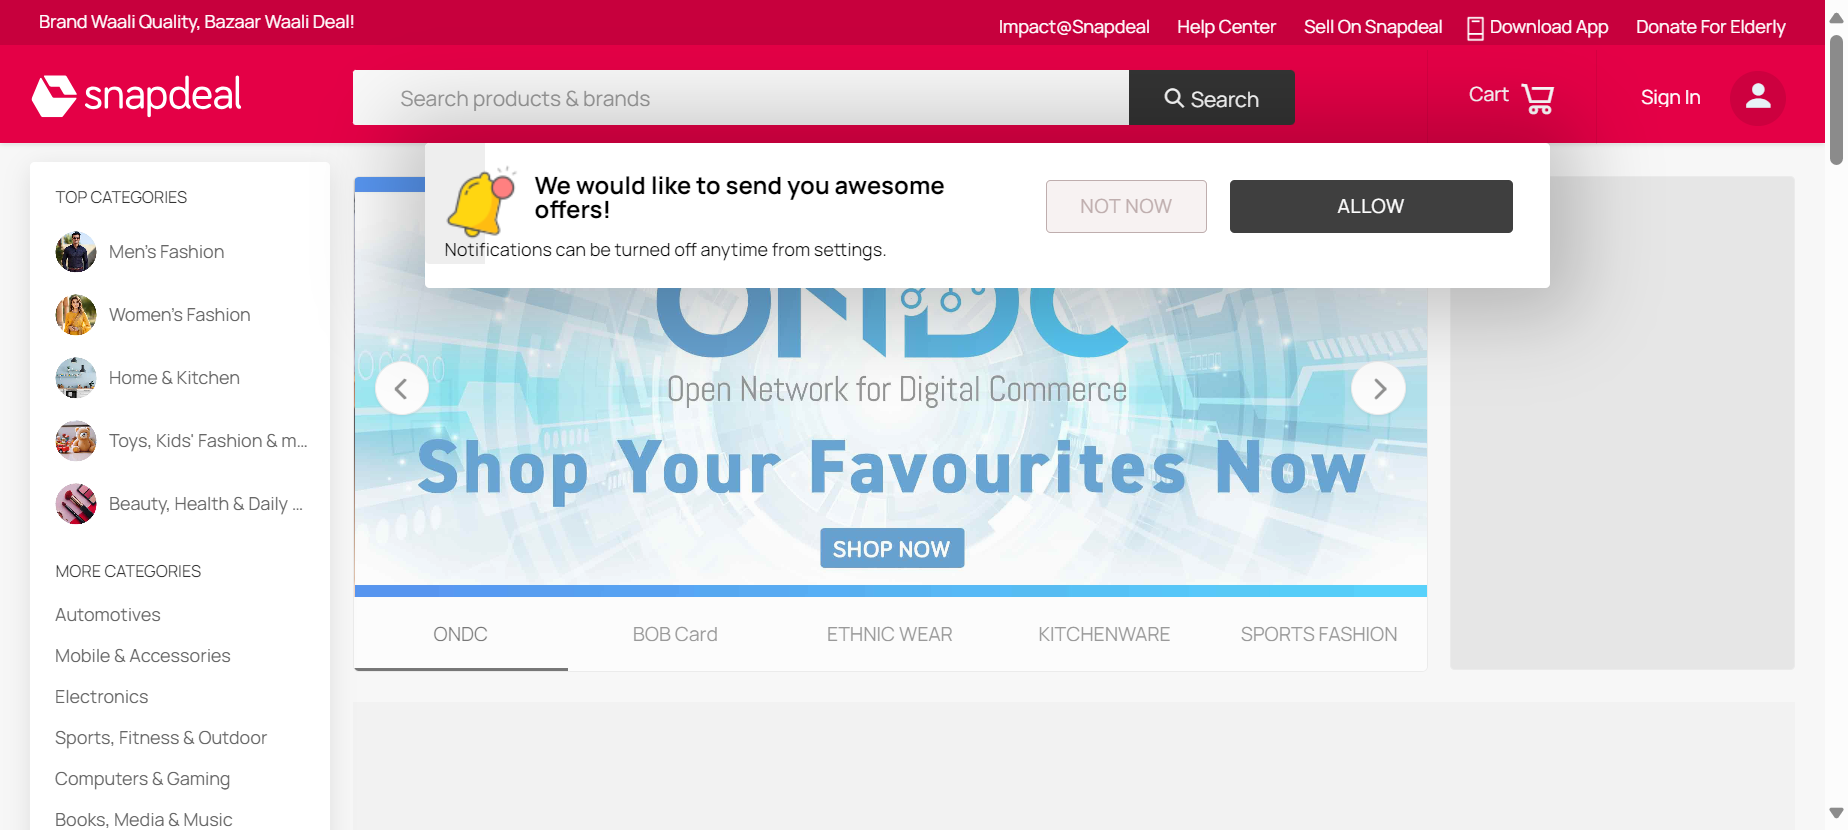 Brand Waali Quality, Bazaar Waali Deal!
Impact@Snapdeal
Help Center
Sell On Snapdeal
Download App
Donate For Elderly
snapdeal
Search products & brands
Search
Cart
Sign In
We would like to send you awesome
offers!
Notifications can be turned off anytime from settings.
NOT NOW
ALLOW
TOP CATEGORIES
Men's Fashion
Women's Fashion
Home & Kitchen
Toys, Kids' Fashion & m...
Beauty, Health & Daily ...
MORE CATEGORIES
Automotives
Mobile & Accessories
Electronics
Sports, Fitness & Outdoor
Computers & Gaming
Books, Media & Music
ONDC
Open Network for Digital Commerce
Shop Your Favourites Now
SHOP NOW
ONDC
BOB Card
ETHNIC WEAR
KITCHENWARE
SPORTS FASHION